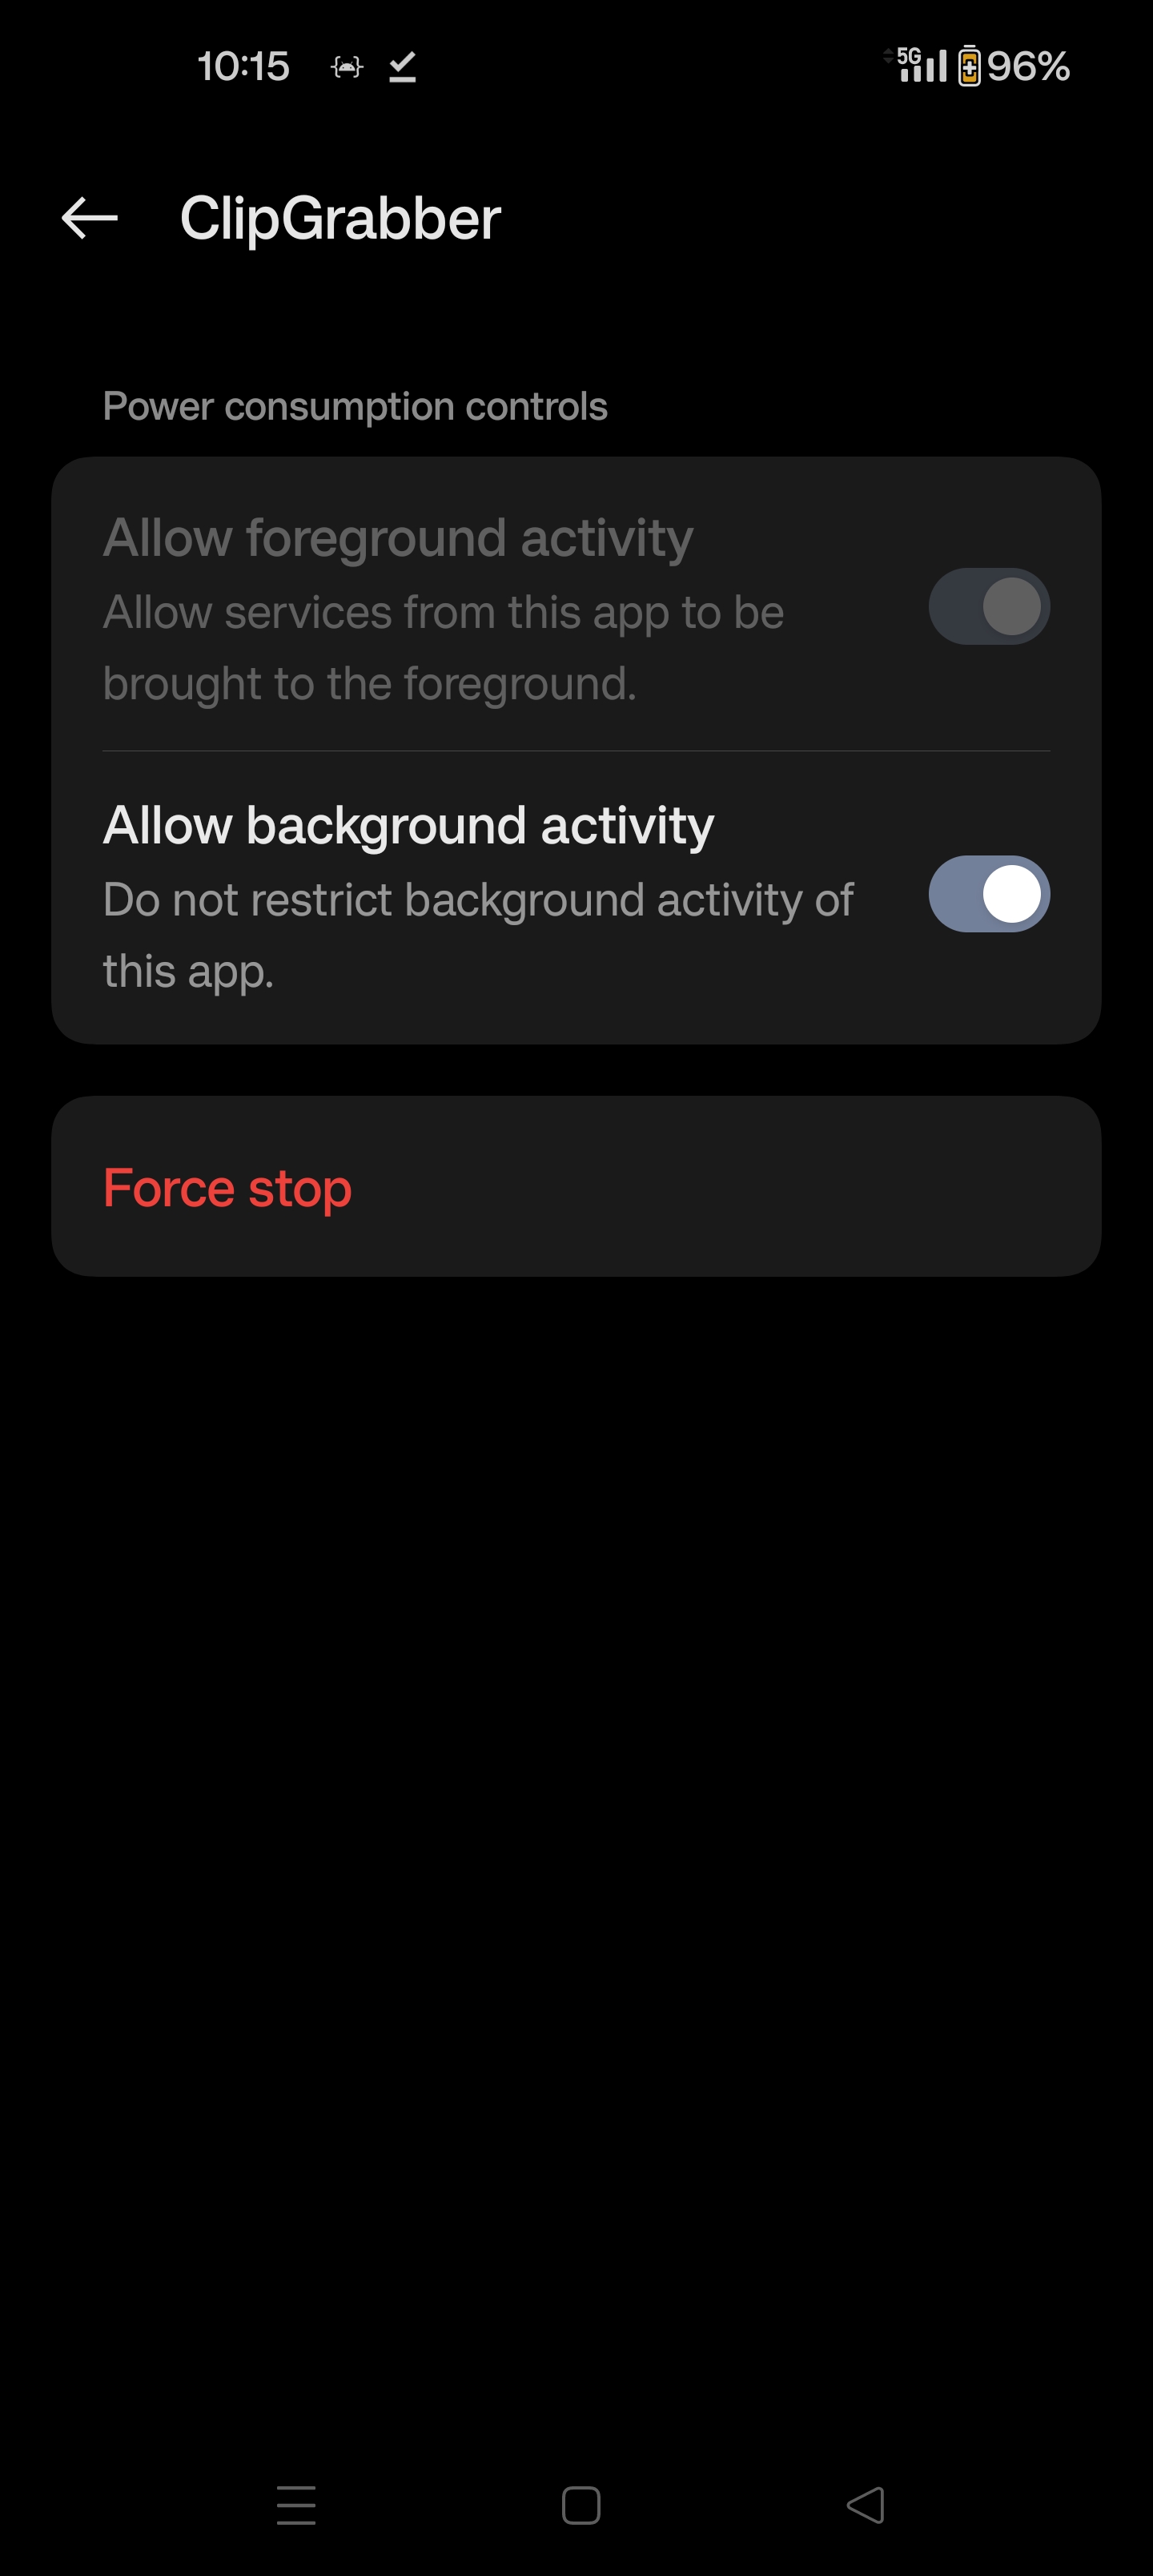 10:15 5G 96%
ClipGrabber
Power consumption controls
Allow foreground activity
Allow services from this app to be
brought to the foreground.
Allow background activity
Do not restrict background activity of
this app.
Force stop